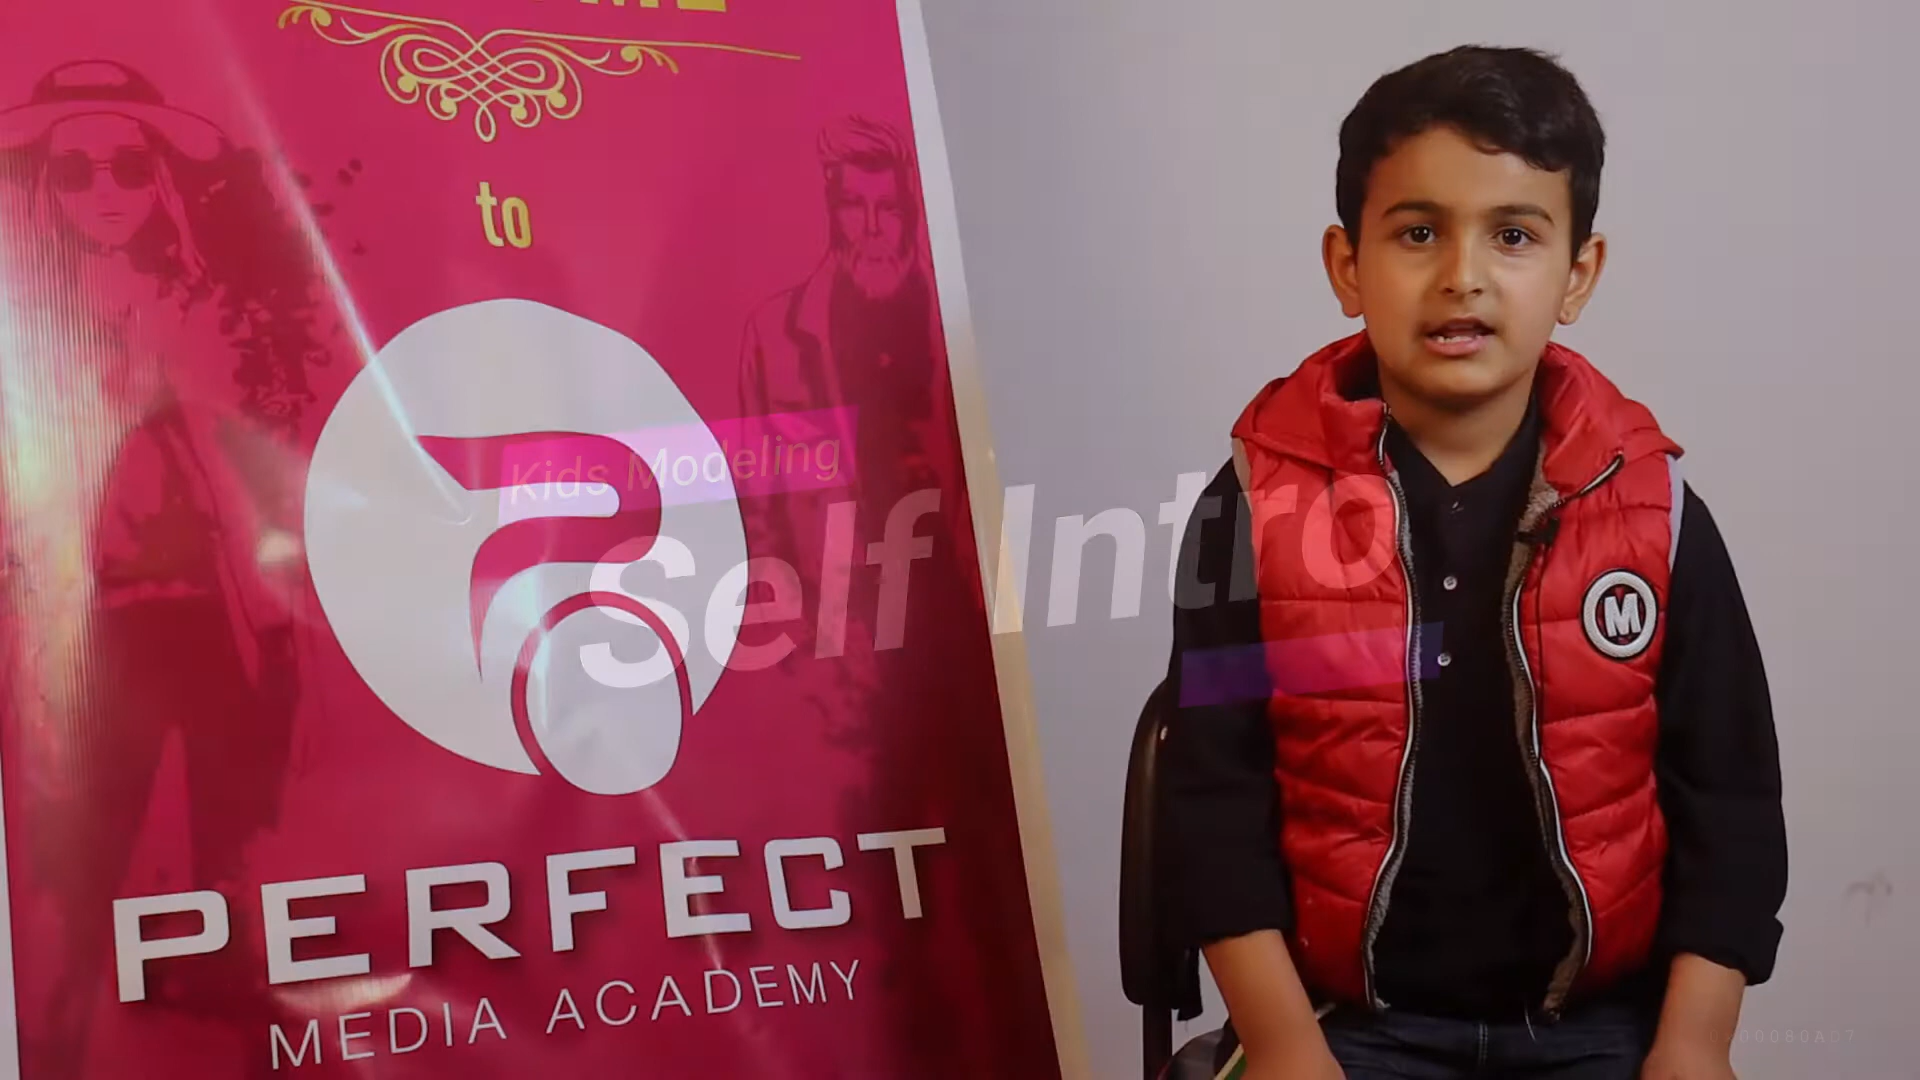 to
Kids Modeling
Self Intro
M
PERFECT
MEDIA ACADEMY